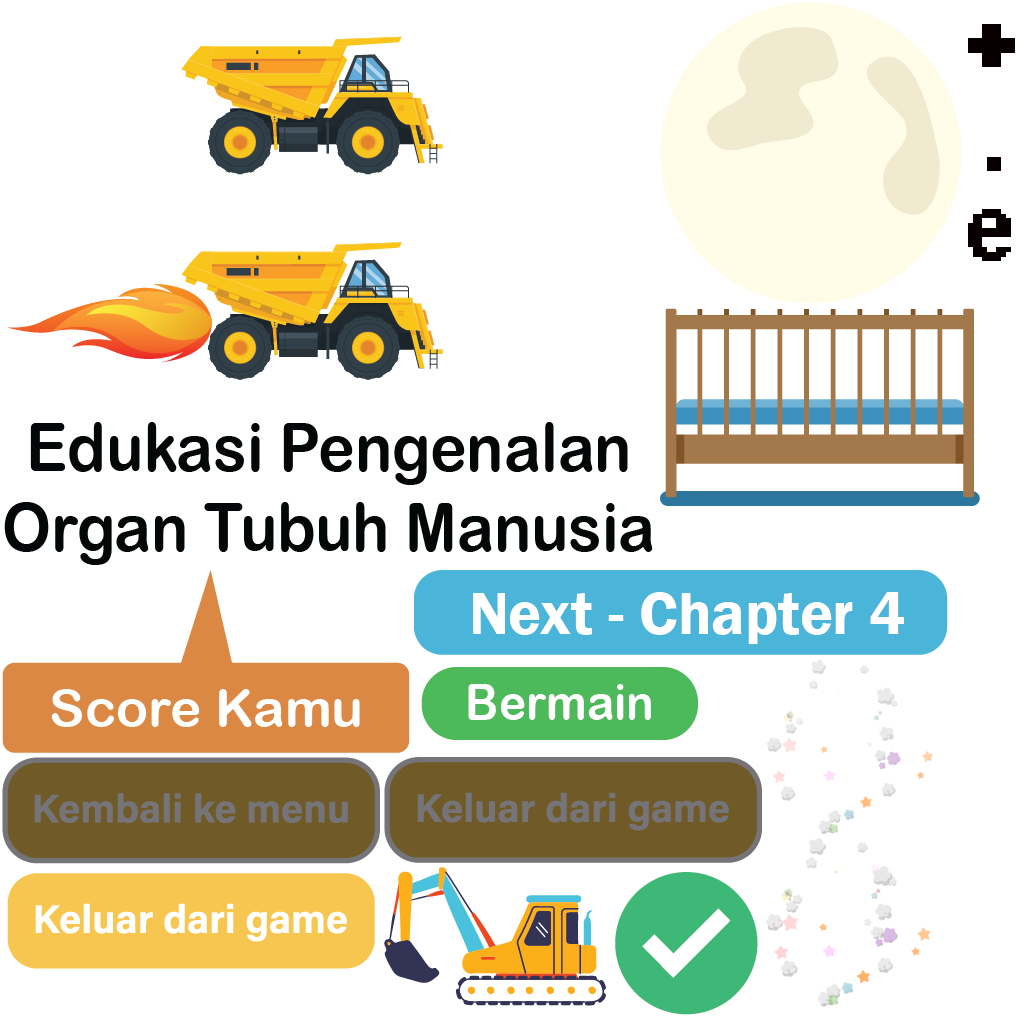 +
.
e
Edukasi Pengenalan
Organ Tubuh Manusia
Next - Chapter 4
Score Kamu
Bermain
Kembali ke menu
Keluar dari game
Keluar dari game